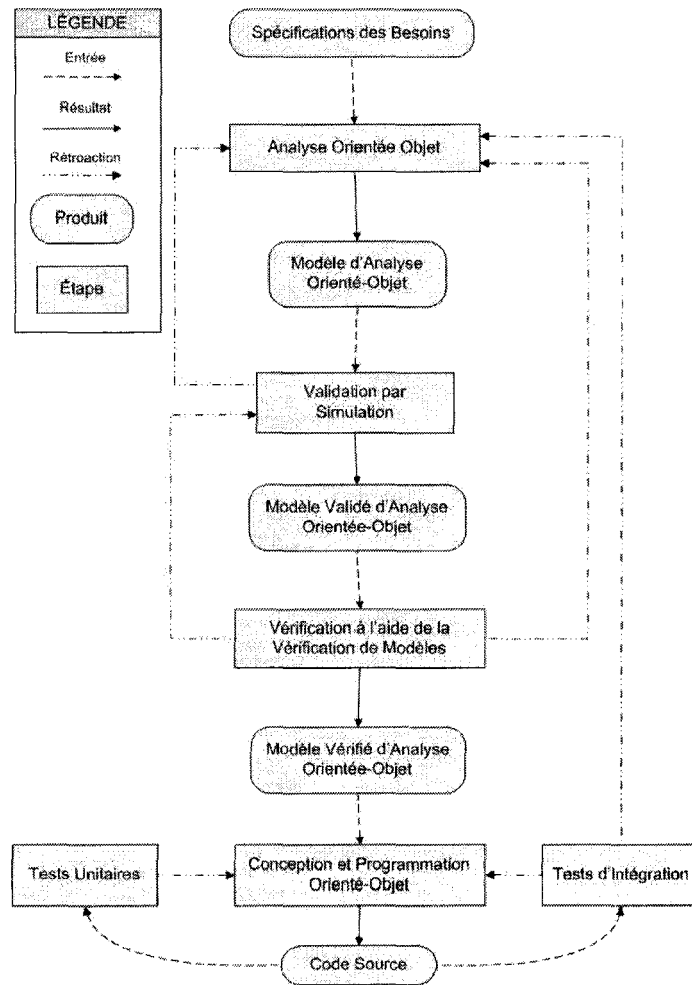 LÉGENDE
Entrée
Résultat
Rétroaction
Produit
Étape
Spécifications des Besoins
Analyse Orientée Objet
Modèle d'Analyse
Orienté-Objet
Validation par
Simulation
Modèle Validé d'Analyse
Orientée-Objet
Vérification à l'aide de la
Vérification de Modèles
Modèle Vérifié d'Analyse
Orientée-Objet
Tests Unitaires
Conception et Programmation
Orienté-Objet
Tests d'Intégration
Code Source